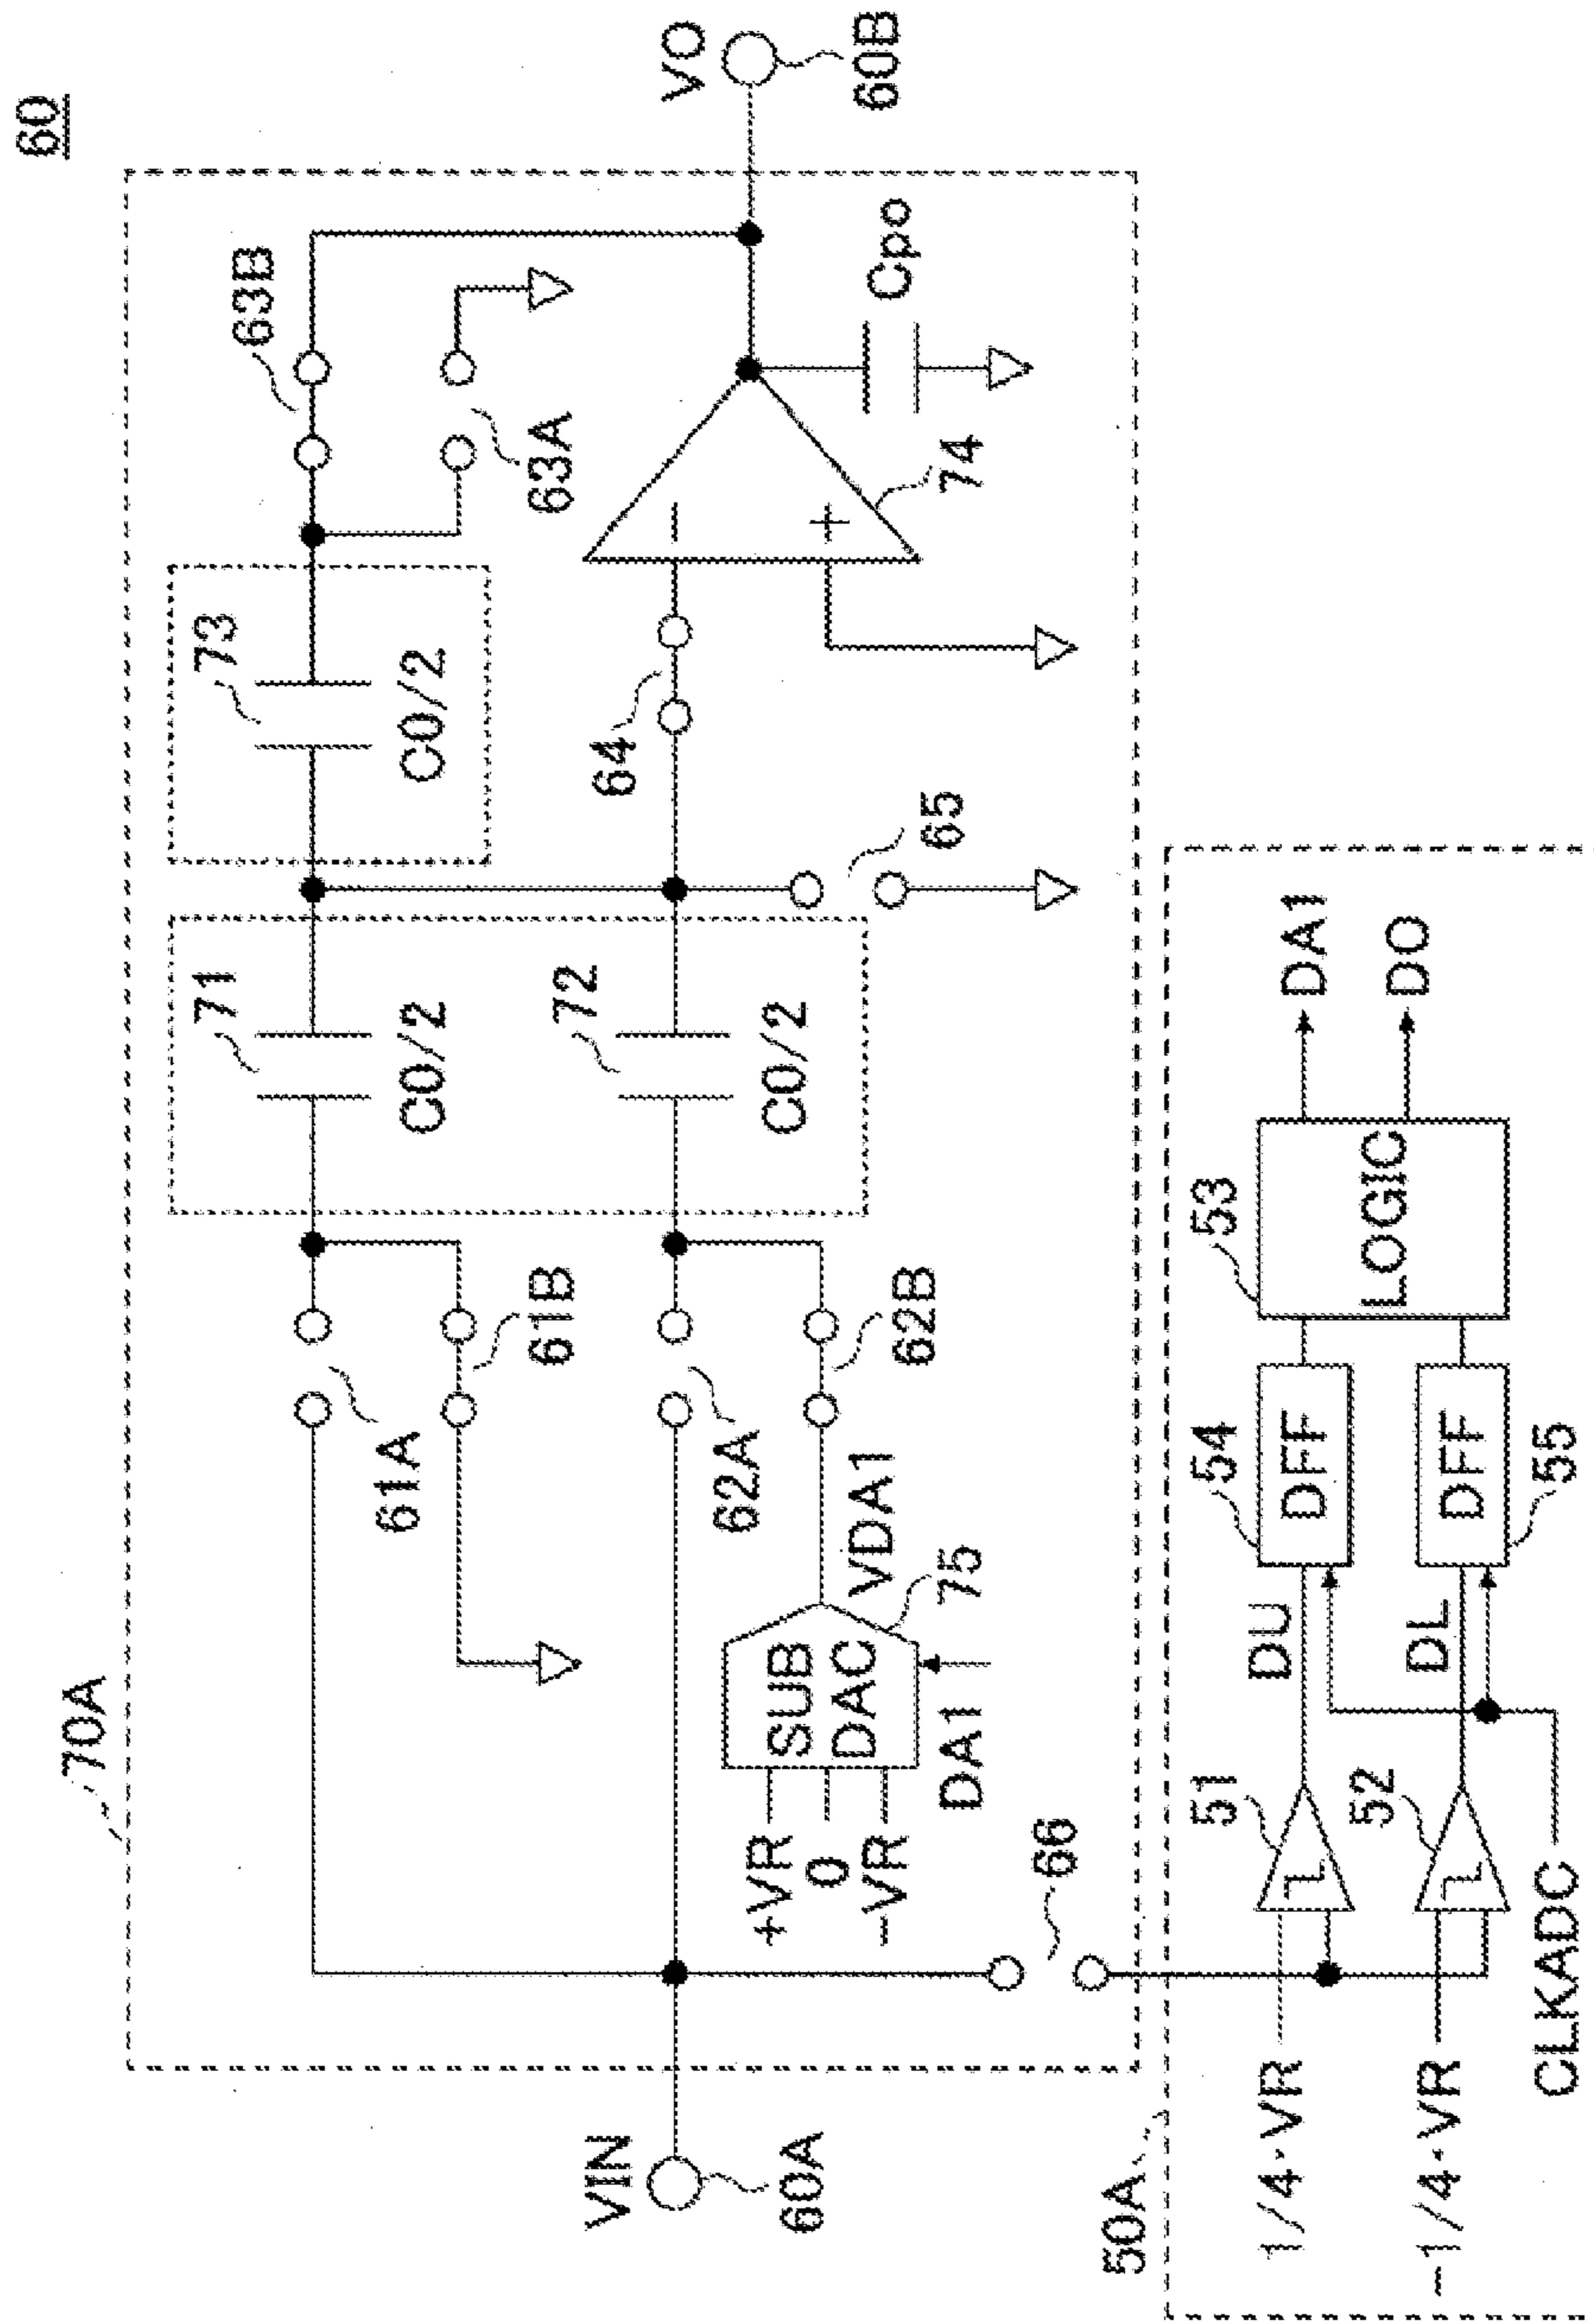 60
70A
73
63B
71
C0/2
C0/2
63A
61A
61B
64
72
C0/2
74
Cpo
VO
60B
62A
62B
65
VIN
60A
+VR
0
-VR
SUB
DAC
VDA1
75
DA1
66
50A
51
DU
54
DFF
53
LOGIC
DA1
DO
1/4·VR
52
DL
DFF
55
-1/4·VR
CLKADC